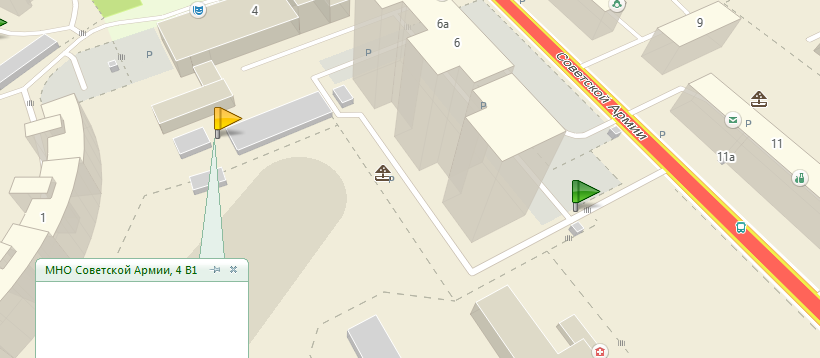 4
6а
6
9
P
P
P
Советской Армии
P
P
11
11а
P
1
МНО Советской Армии, 4 В1